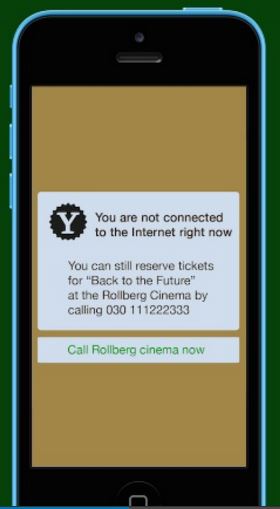 Y
You are not connected
to the Internet right now
You can still reserve tickets
for “Back to the Future”
at the Rollberg Cinema by
calling 030 111222333
Call Rollberg cinema now